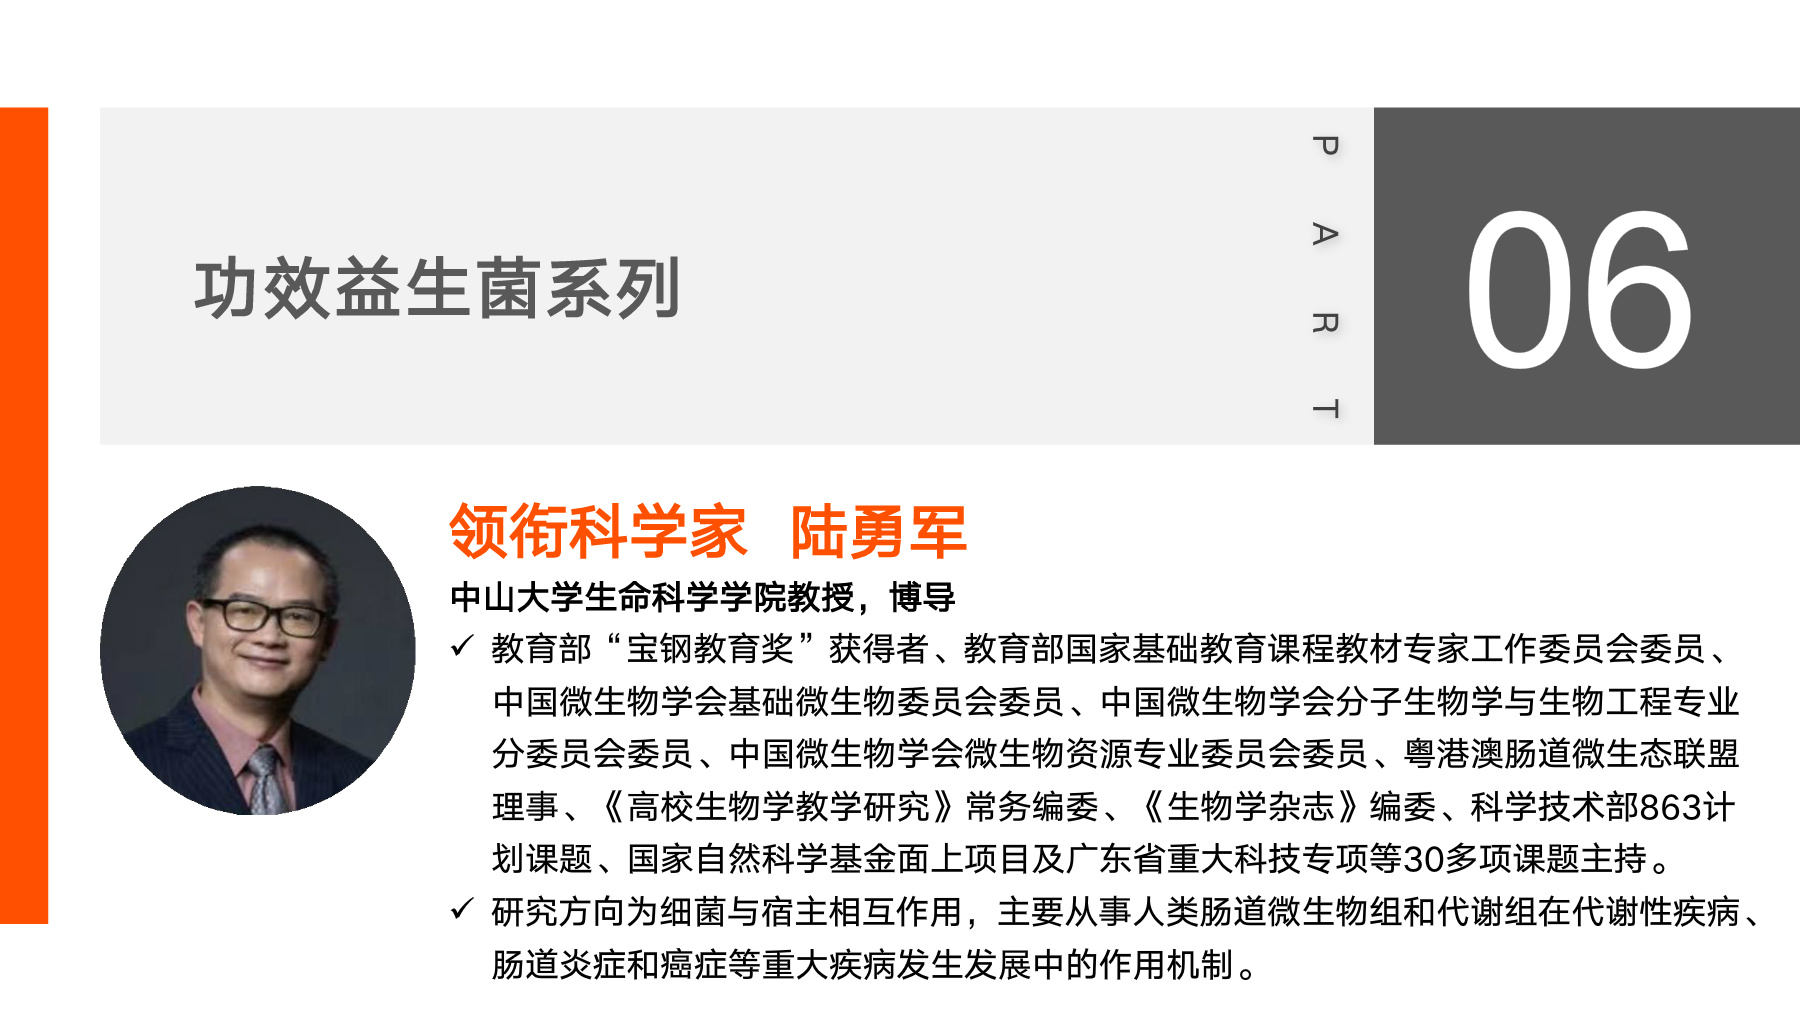 功效益生菌系列
PART
06
领衔科学家 陆勇军
中山大学生命科学学院教授，博导
✓ 教育部“宝钢教育奖”获得者、教育部国家基础教育课程教材专家工作委员会委员、
中国微生物学会基础微生物委员会委员、中国微生物学会分子生物学与生物工程专业
分委员会委员、中国微生物学会微生物资源专业委员会委员、粤港澳肠道微生态联盟
理事、《高校生物学教学研究》常务编委、《生物学杂志》编委、科学技术部863计
划课题、国家自然科学基金面上项目及广东省重大科技专项等30多项课题主持。
✓ 研究方向为细菌与宿主相互作用，主要从事人类肠道微生物组和代谢组在代谢性疾病、
肠道炎症和癌症等重大疾病发生发展中的作用机制。